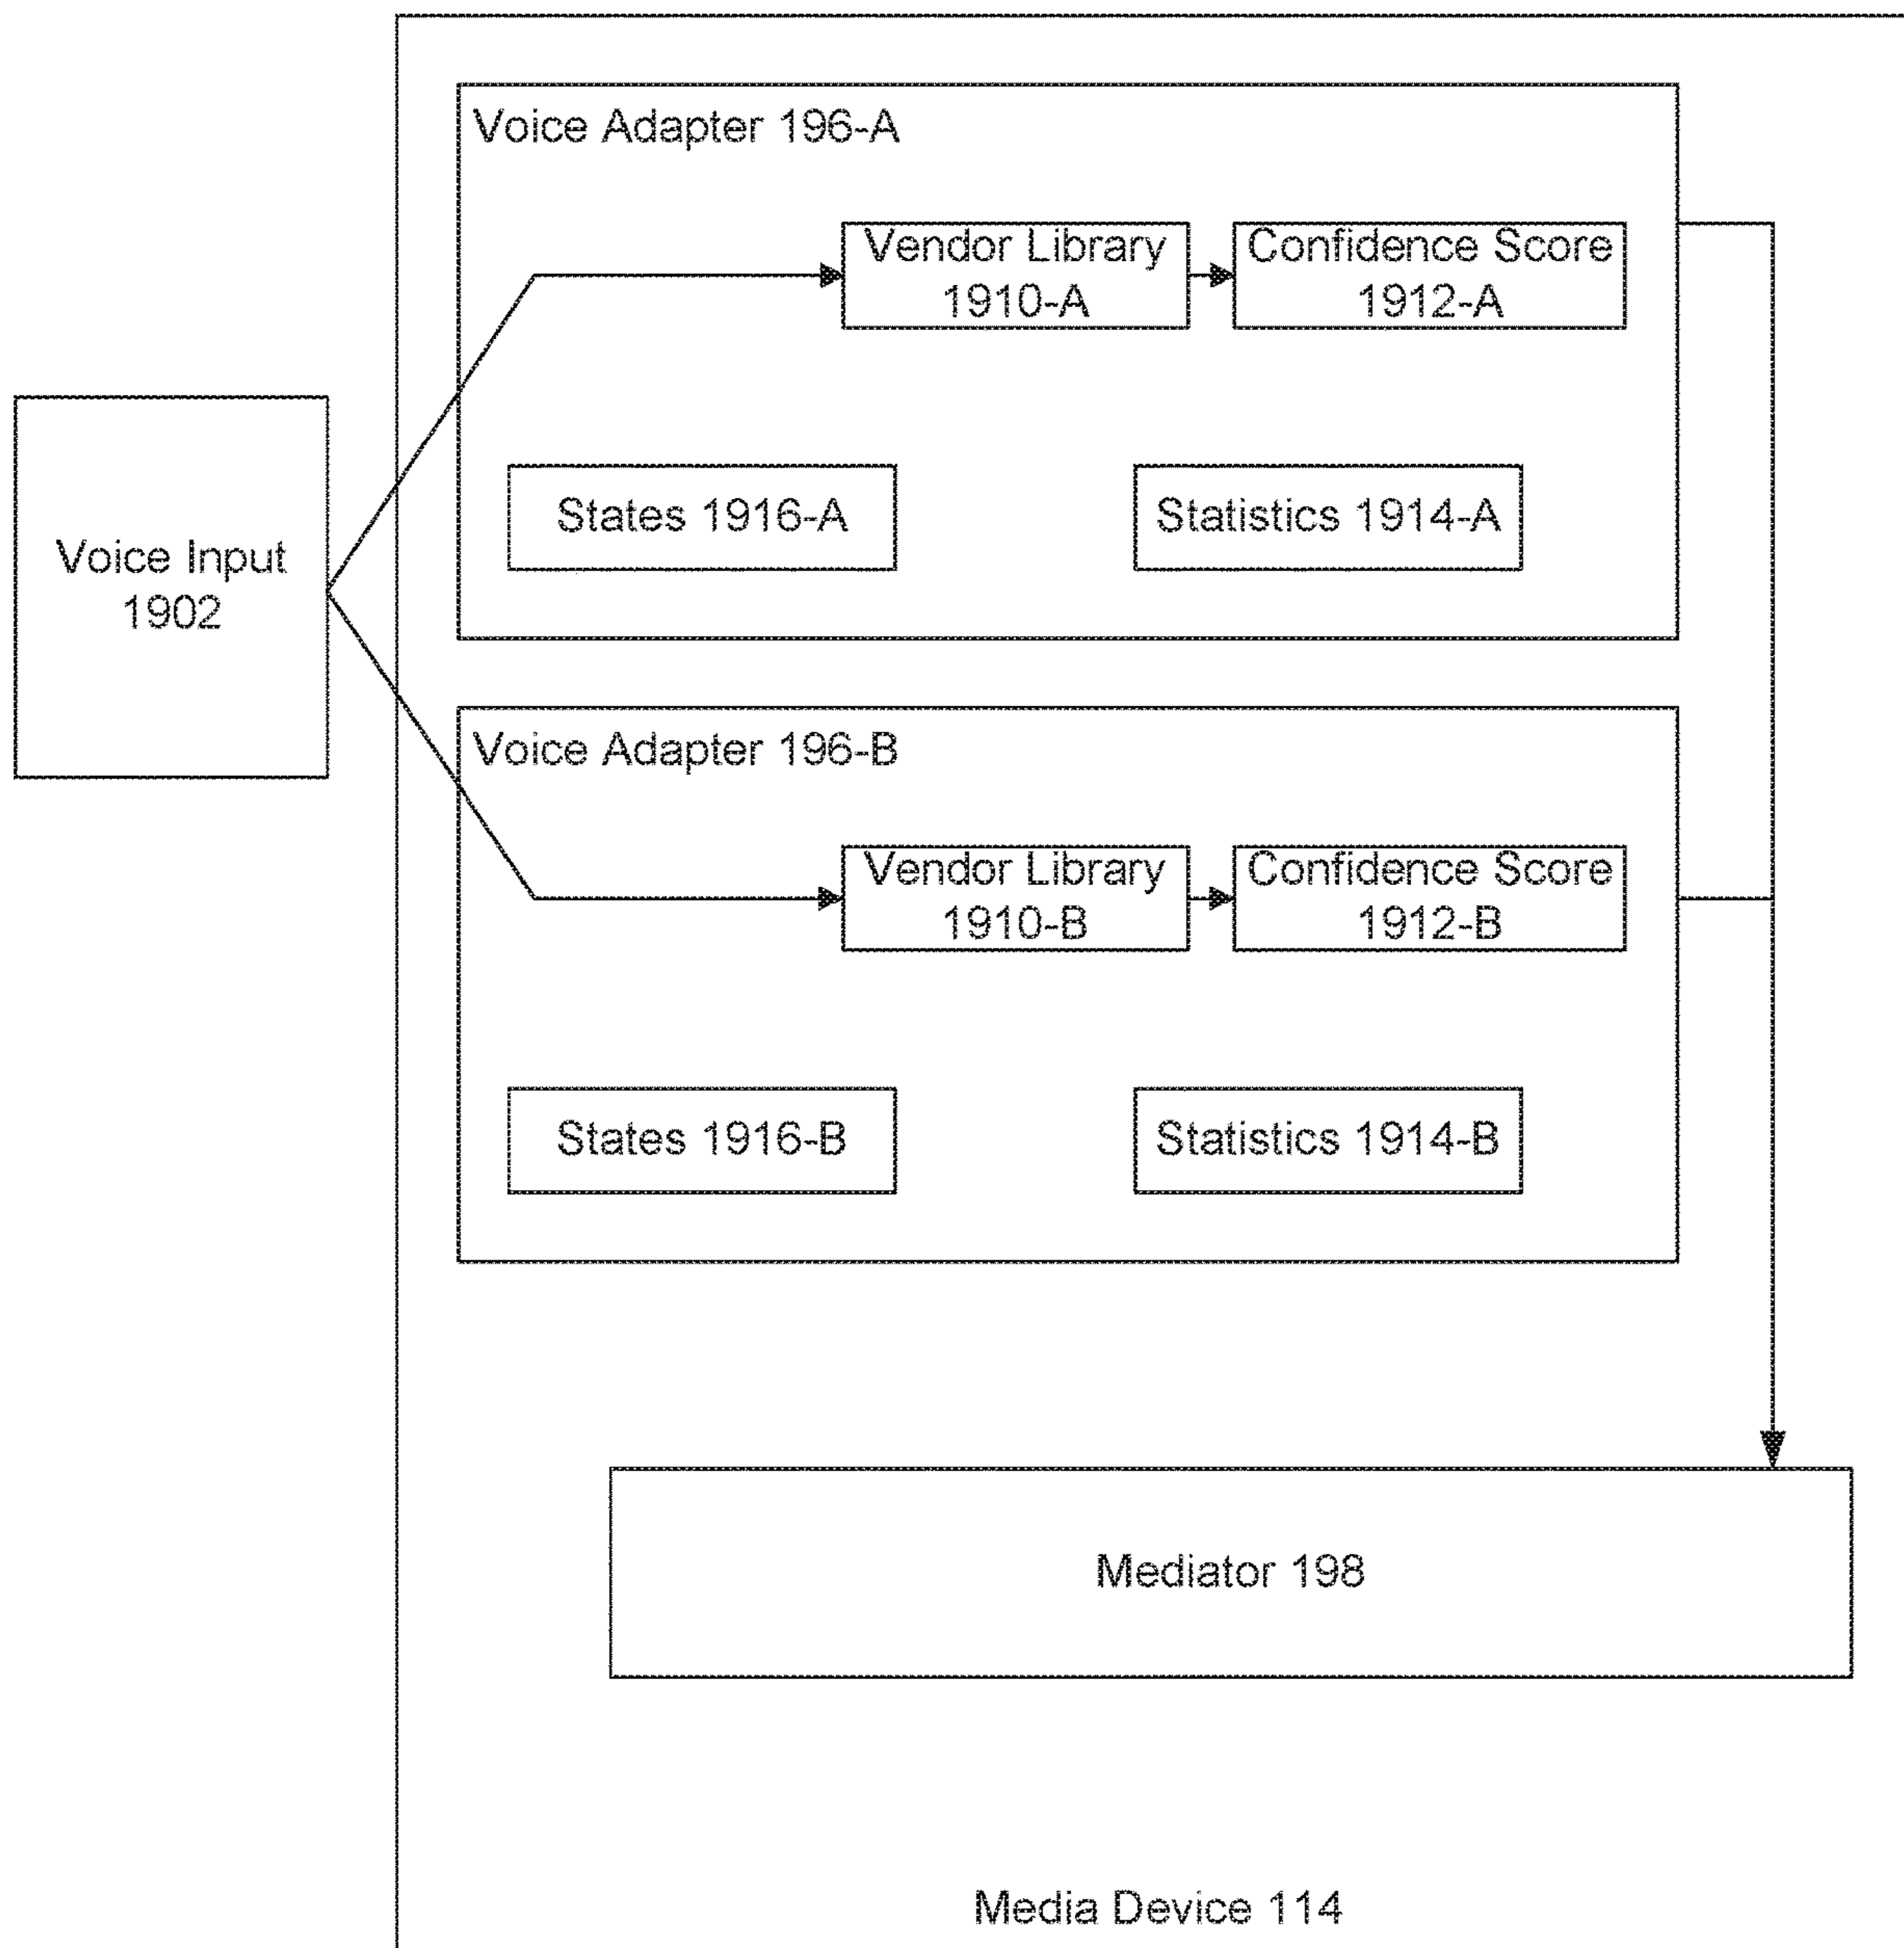 Voice Adapter 196-A
Vendor Library
1910-A
Confidence Score
1912-A
States 1916-A
Statistics 1914-A
Voice Input
1902
Voice Adapter 196-B
Vendor Library
1910-B
Confidence Score
1912-B
States 1916-B
Statistics 1914-B
Mediator 198
Media Device 114